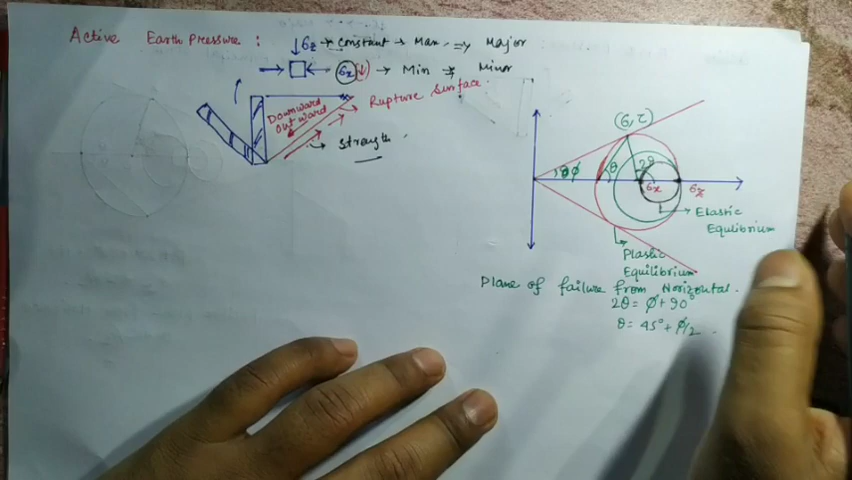 Active Earth Pressure :
↓σz → Constant → Max. ⇒ Major
→ □ ← σx ↓ → Min ⇒ Minor
Rupture Surface.
Downward
outward
→ strength
(σ, τ)
ϕ θ 2θ
σx σz
Elastic
Equlibrium
Plastic
Equilibrium
Plane of failure from Horizontal.
2θ = ϕ + 90°
θ = 45° + ϕ/2